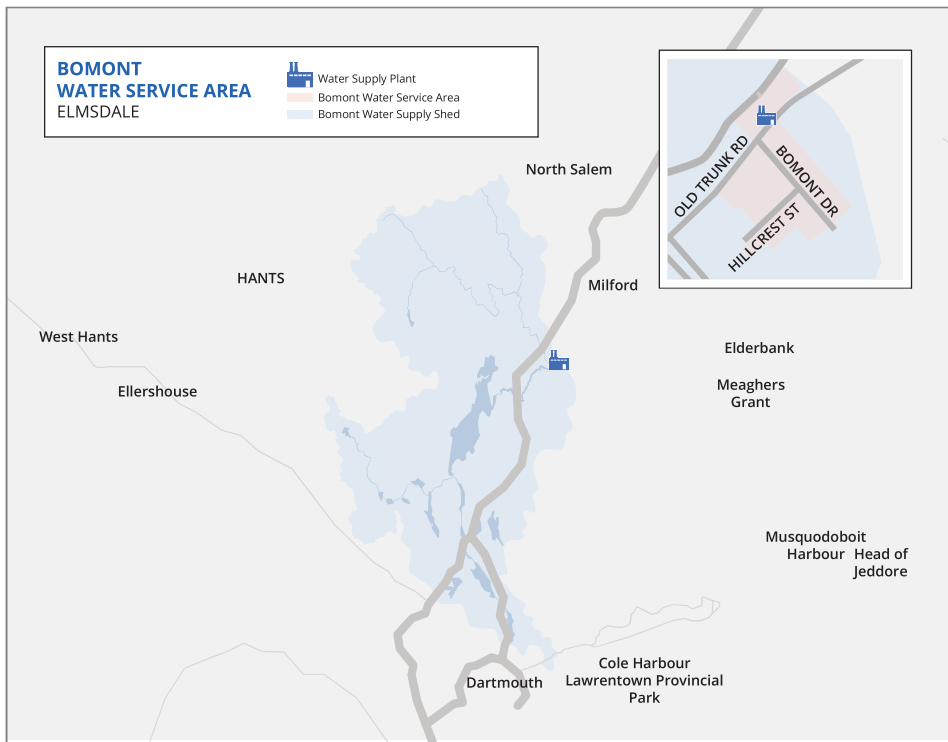 BOMONT
WATER SERVICE AREA
ELMSDALE
Water Supply Plant
Bomont Water Service Area
Bomont Water Supply Shed
OLD TRUNK RD
BOMONT DR
HILLCREST ST
North Salem
HANTS
Milford
West Hants
Elderbank
Ellershouse
Meaghers
Grant
Musquodoboit
Harbour
Head of
Jeddore
Cole Harbour
Lawrentown Provincial
Park
Dartmouth